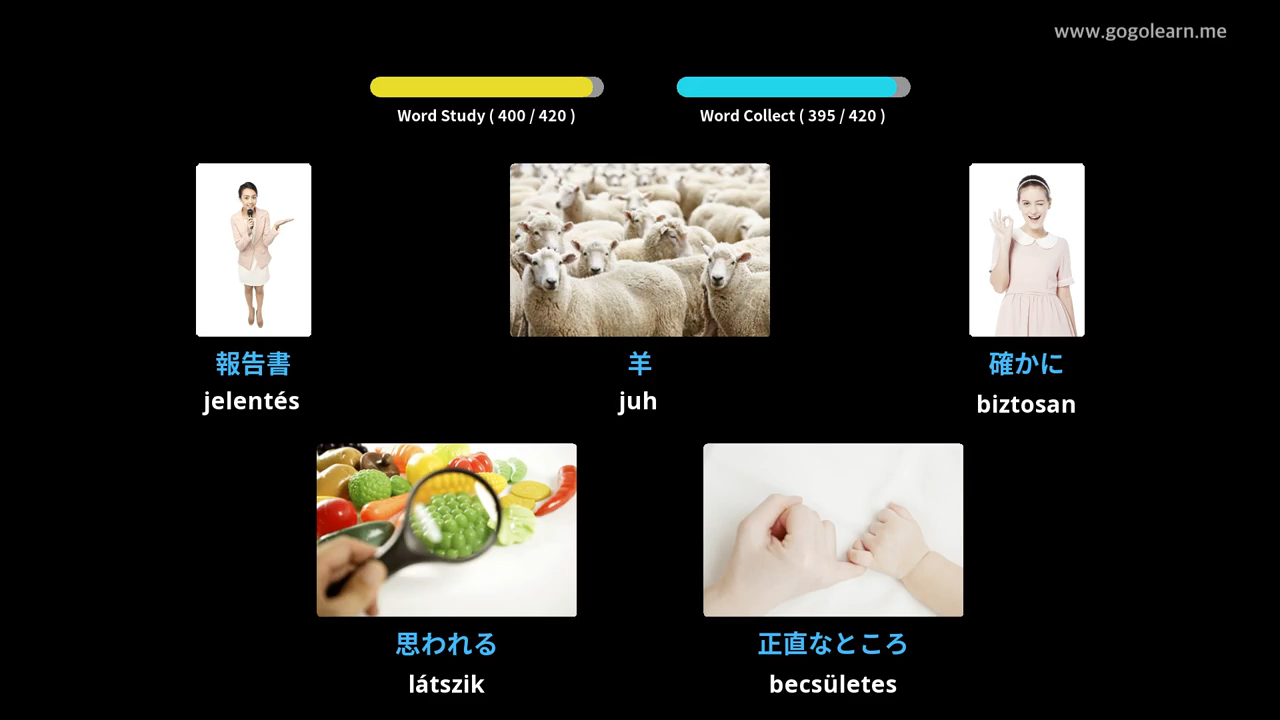 www.gogolearn.me
Word Study ( 400 / 420 )
Word Collect ( 395 / 420 )
報告書
jelentés
羊
juh
確かに
biztosan
思われる
látszik
正直なところ
becsületes